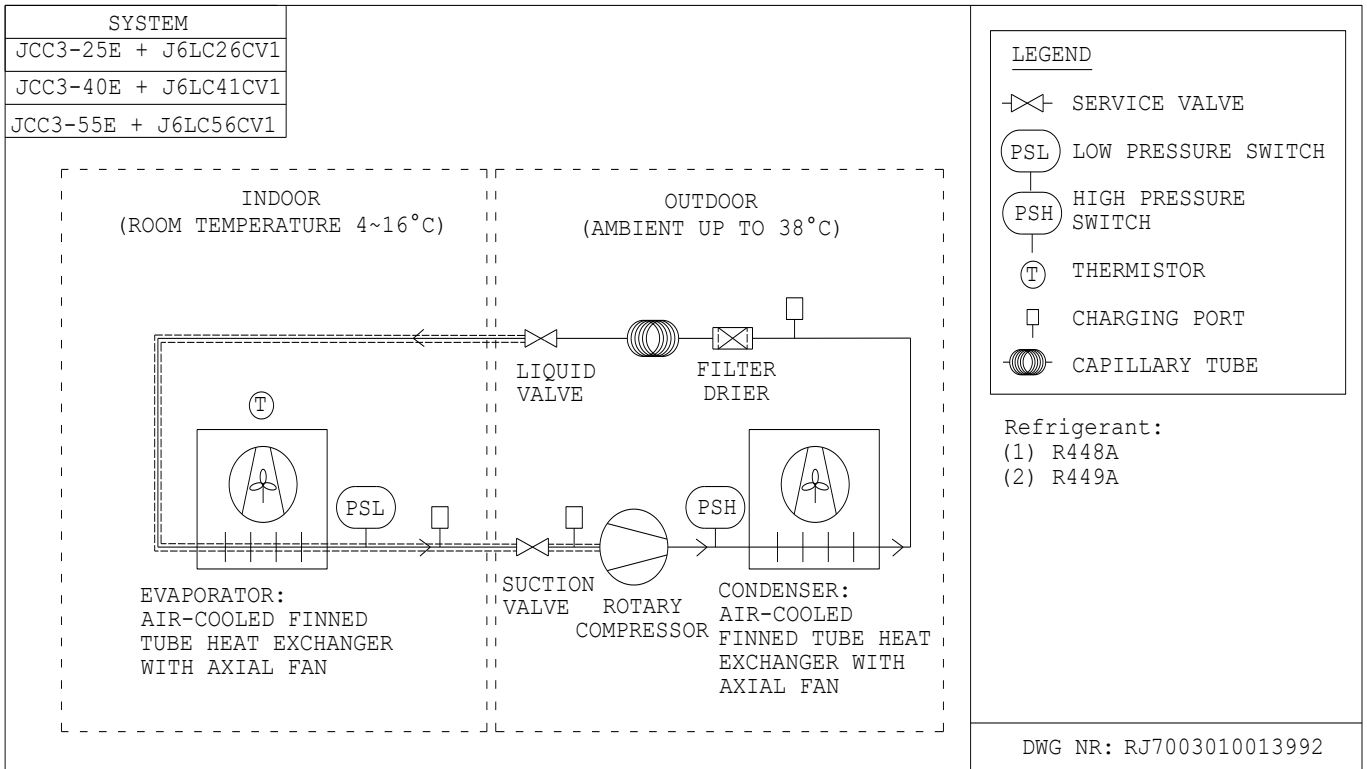 SYSTEM
JCC3-25E + J6LC26CV1
JCC3-40E + J6LC41CV1
JCC3-55E + J6LC56CV1
INDOOR
(ROOM TEMPERATURE 4~16°C)
OUTDOOR
(AMBIENT UP TO 38°C)
LIQUID
VALVE
FILTER
DRIER
T
PSL
PSH
EVAPORATOR:
AIR-COOLED FINNED
TUBE HEAT EXCHANGER
WITH AXIAL FAN
SUCTION
VALVE
ROTARY
COMPRESSOR
CONDENSER:
AIR-COOLED
FINNED TUBE HEAT
EXCHANGER WITH
AXIAL FAN
LEGEND
SERVICE VALVE
PSL LOW PRESSURE SWITCH
PSH HIGH PRESSURE
SWITCH
T THERMISTOR
CHARGING PORT
CAPILLARY TUBE
Refrigerant:
(1) R448A
(2) R449A
DWG NR: RJ7003010013992